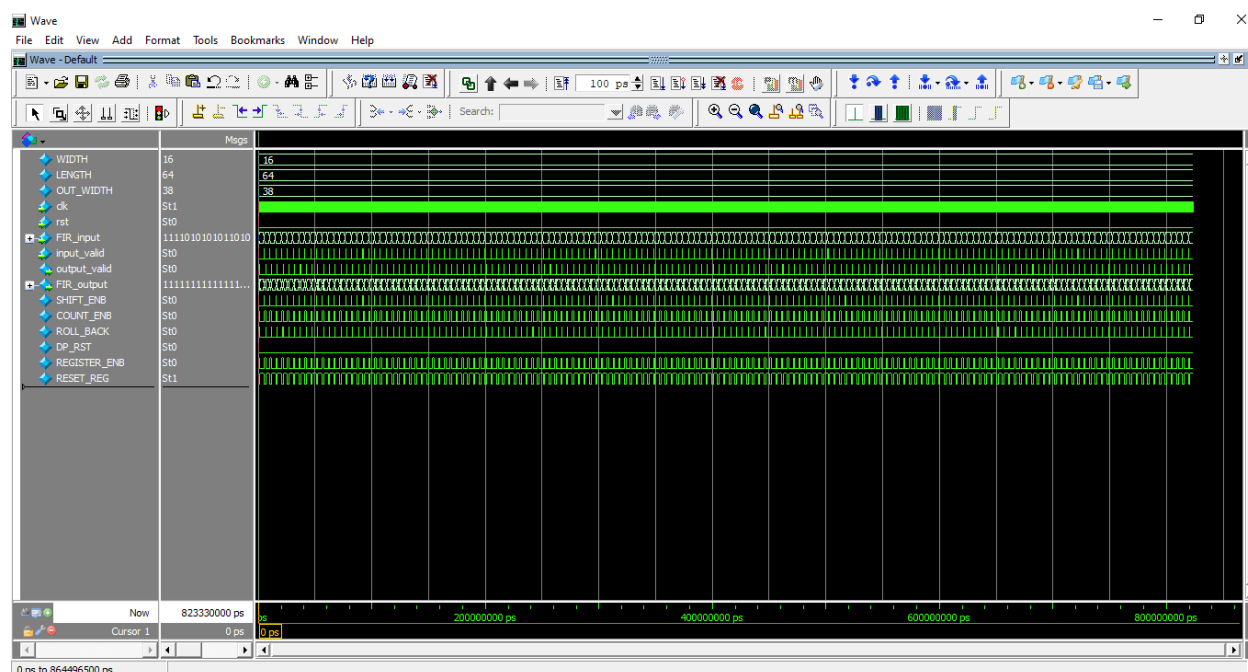 Wave
File Edit View Add Format Tools Bookmarks Window Help
Wave - Default
100 ps
Search:
Msgs
WIDTH 16 16
LENGTH 64 64
OUT_WIDTH 38 38
clk St1
rst St0
FIR_input 1111010101011010
input_valid St0
output_valid St0
FIR_output 11111111111111...
SHIFT_ENB St0
COUNT_ENB St0
ROLL_BACK St0
DP_RST St0
REGISTER_ENB St0
RESET_REG St1
Now 823330000 ps ps 200000000 ps 400000000 ps 600000000 ps 800000000 ps
Cursor 1 0 ps 0 ps
0 ps to 864496500 ps